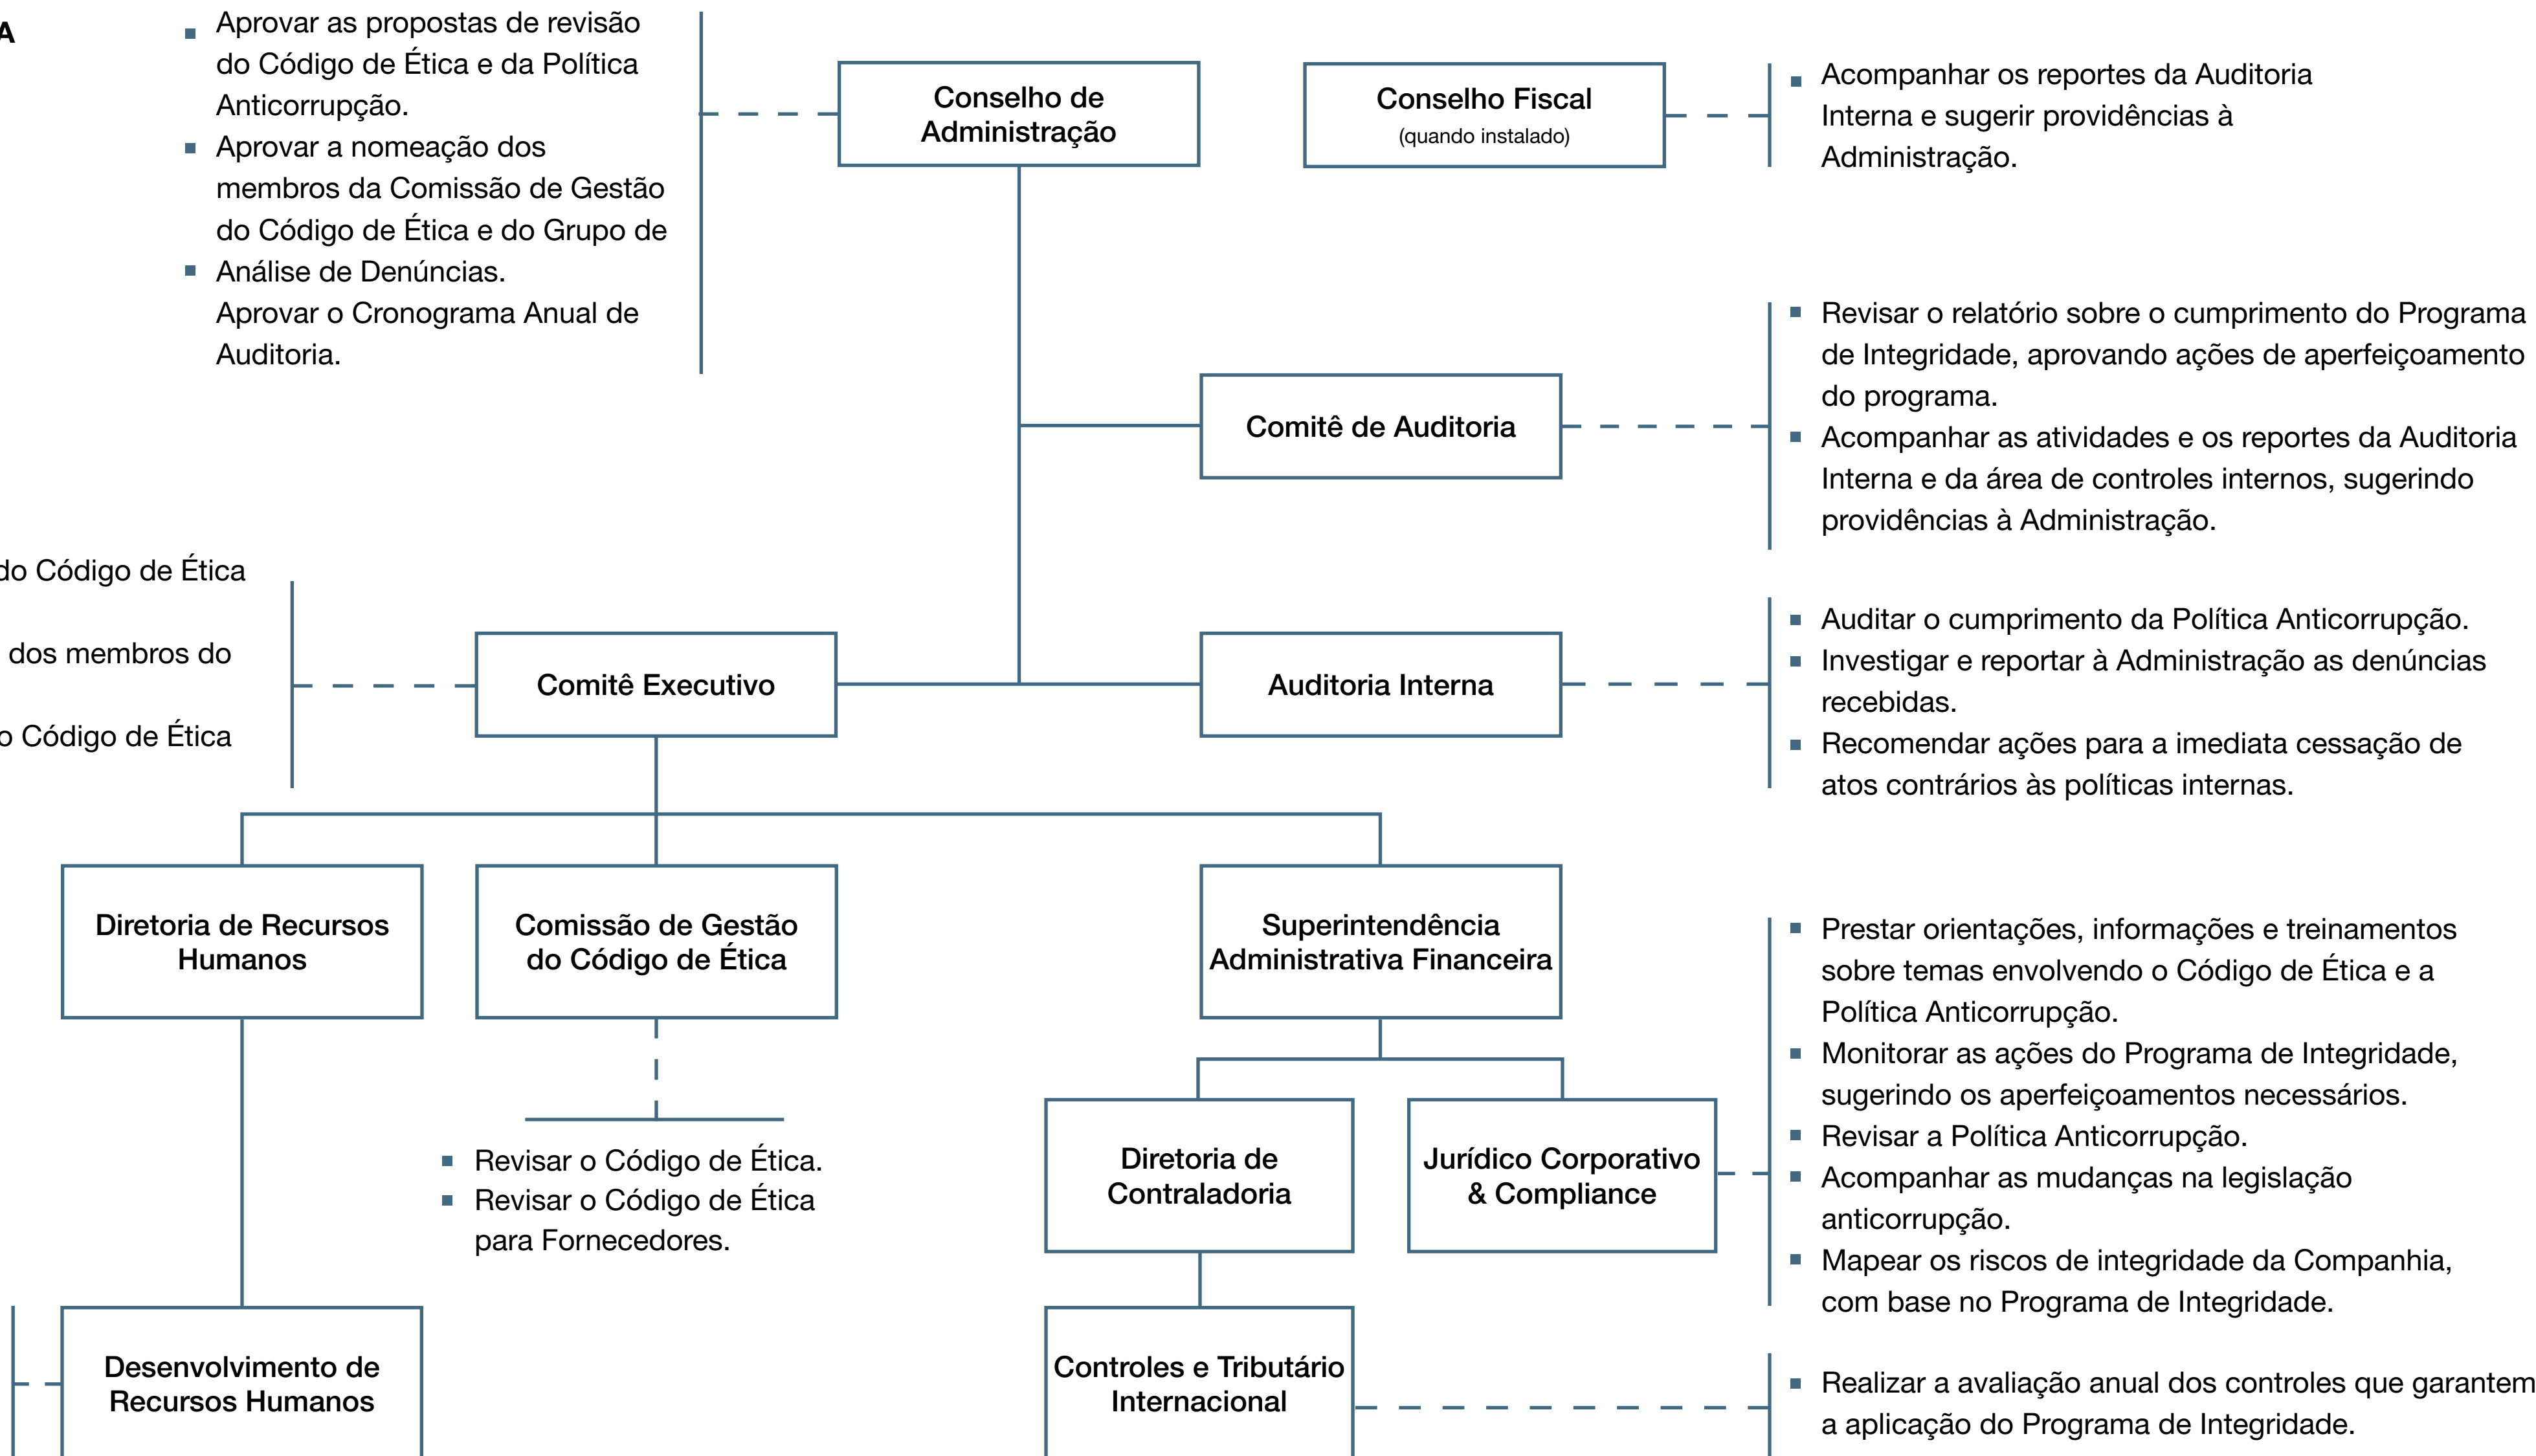 A
Aprovar as propostas de revisão
do Código de Ética e da Política
Anticorrupção.
Aprovar a nomeação dos
membros da Comissão de Gestão
do Código de Ética e do Grupo de
Análise de Denúncias.
Aprovar o Cronograma Anual de
Auditoria.
Conselho de
Administração
Conselho Fiscal
(quando instalado)
Acompanhar os reportes da Auditoria
Interna e sugerir providências à
Administração.
Comitê de Auditoria
Revisar o relatório sobre o cumprimento do Programa
de Integridade, aprovando ações de aperfeiçoamento
do programa.
Acompanhar as atividades e os reportes da Auditoria
Interna e da área de controles internos, sugerindo
providências à Administração.
do Código de Ética
dos membros do
o Código de Ética
Comitê Executivo
Auditoria Interna
Auditar o cumprimento da Política Anticorrupção.
Investigar e reportar à Administração as denúncias
recebidas.
Recomendar ações para a imediata cessação de
atos contrários às políticas internas.
Diretoria de Recursos
Humanos
Comissão de Gestão
do Código de Ética
Superintendência
Administrativa Financeira
Revisar o Código de Ética.
Revisar o Código de Ética
para Fornecedores.
Diretoria de
Contraladoria
Jurídico Corporativo
& Compliance
Prestar orientações, informações e treinamentos
sobre temas envolvendo o Código de Ética e a
Política Anticorrupção.
Monitorar as ações do Programa de Integridade,
sugerindo os aperfeiçoamentos necessários.
Revisar a Política Anticorrupção.
Acompanhar as mudanças na legislação
anticorrupção.
Mapear os riscos de integridade da Companhia,
com base no Programa de Integridade.
Desenvolvimento de
Recursos Humanos
Controles e Tributário
Internacional
Realizar a avaliação anual dos controles que garantem
a aplicação do Programa de Integridade.